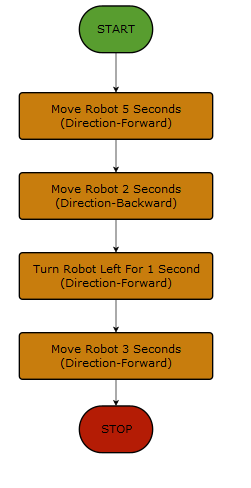 START
Move Robot 5 Seconds
(Direction-Forward)
Move Robot 2 Seconds
(Direction-Backward)
Turn Robot Left For 1 Second
(Direction-Forward)
Move Robot 3 Seconds
(Direction-Forward)
STOP